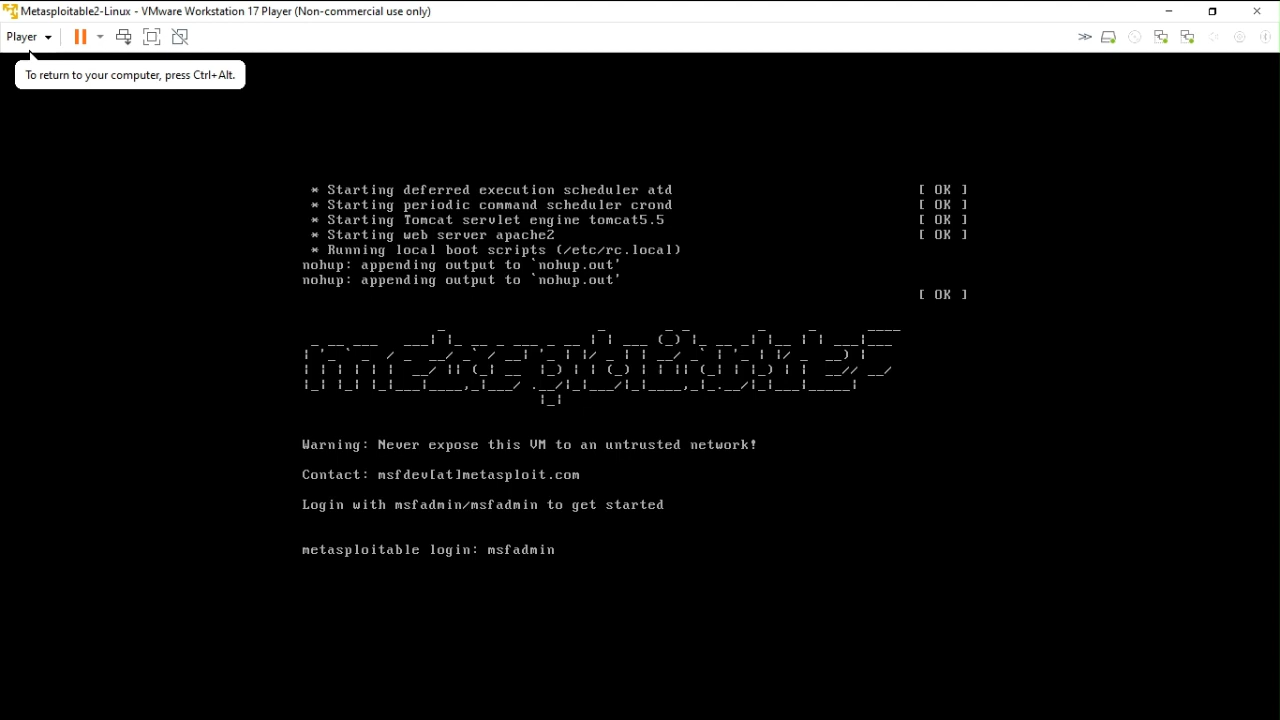 Metasploitable2-Linux - VMware Workstation 17 Player (Non-commercial use only)
Player
To return to your computer, press Ctrl+Alt.
* Starting deferred execution scheduler atd [ OK ]
* Starting periodic command scheduler crond [ OK ]
* Starting Tomcat servlet engine tomcat5.5 [ OK ]
* Starting web server apache2 [ OK ]
* Running local boot scripts (/etc/rc.local)
nohup: appending output to `nohup.out'
nohup: appending output to `nohup.out'
[ OK ]
metasploitable2
Warning: Never expose this VM to an untrusted network!
Contact: msfdev[at]metasploit.com
Login with msfadmin/msfadmin to get started
metasploitable login: msfadmin